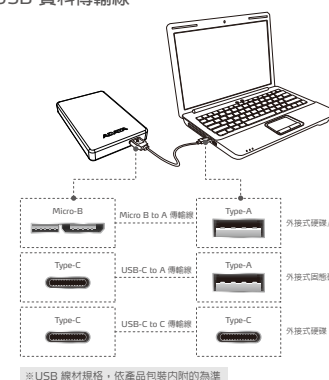 USB 資料傳輸線
ADATA
Micro-B
Micro B to A 傳輸線
Type-A
外接式硬碟
Type-C
USB-C to A 傳輸線
Type-A
外接式固態
Type-C
USB-C to C 傳輸線
Type-C
外接式硬碟
※USB 線材規格，依產品包裝內附的為準